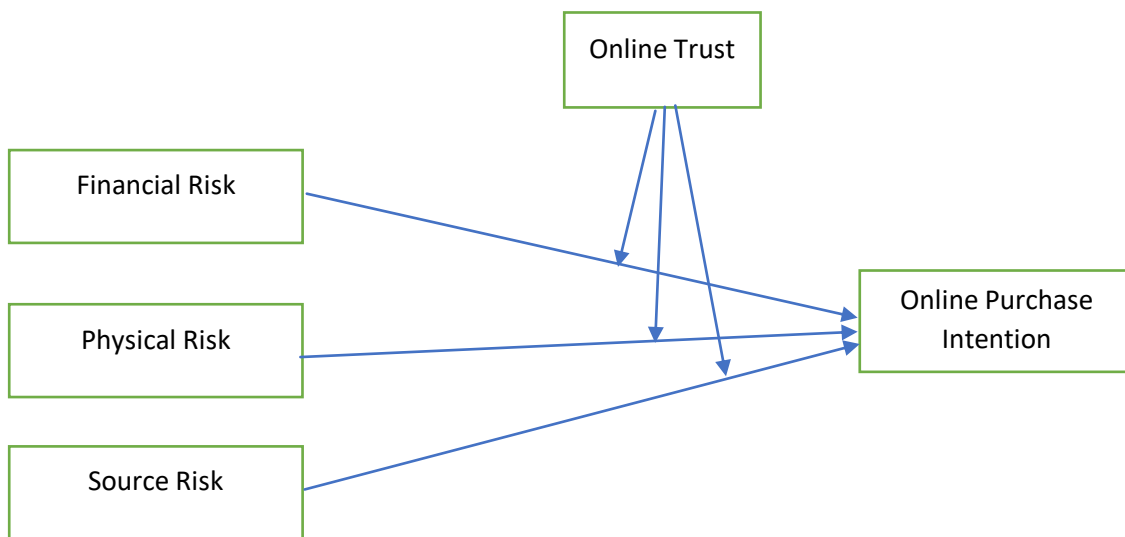 Online Trust
Financial Risk
Physical Risk
Online Purchase
Intention
Source Risk